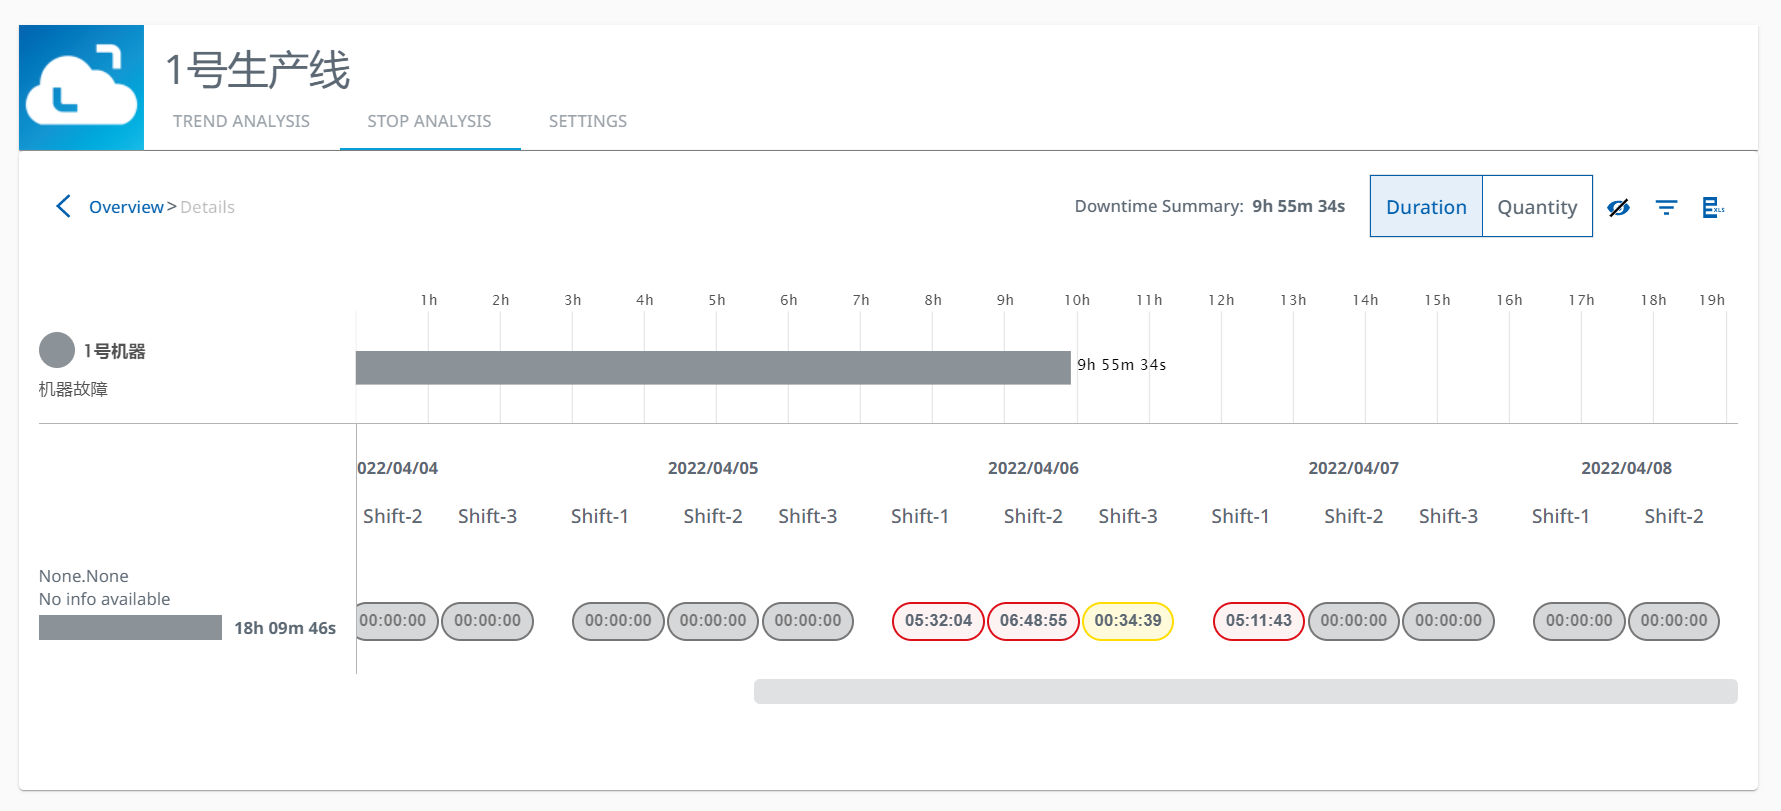 1号生产线
TREND ANALYSIS STOP ANALYSIS SETTINGS
Overview > Details Downtime Summary: 9h 55m 34s Duration Quantity XLS
1h 2h 3h 4h 5h 6h 7h 8h 9h 10h 11h 12h 13h 14h 15h 16h 17h 18h 19h
1号机器
9h 55m 34s
机器故障
022/04/04 2022/04/05 2022/04/06 2022/04/07 2022/04/08
Shift-2 Shift-3 Shift-1 Shift-2 Shift-3 Shift-1 Shift-2 Shift-3 Shift-1 Shift-2 Shift-3 Shift-1 Shift-2
None.None
No info available
18h 09m 46s 00:00:00 00:00:00 00:00:00 00:00:00 00:00:00 05:32:04 06:48:55 00:34:39 05:11:43 00:00:00 00:00:00 00:00:00 00:00:00